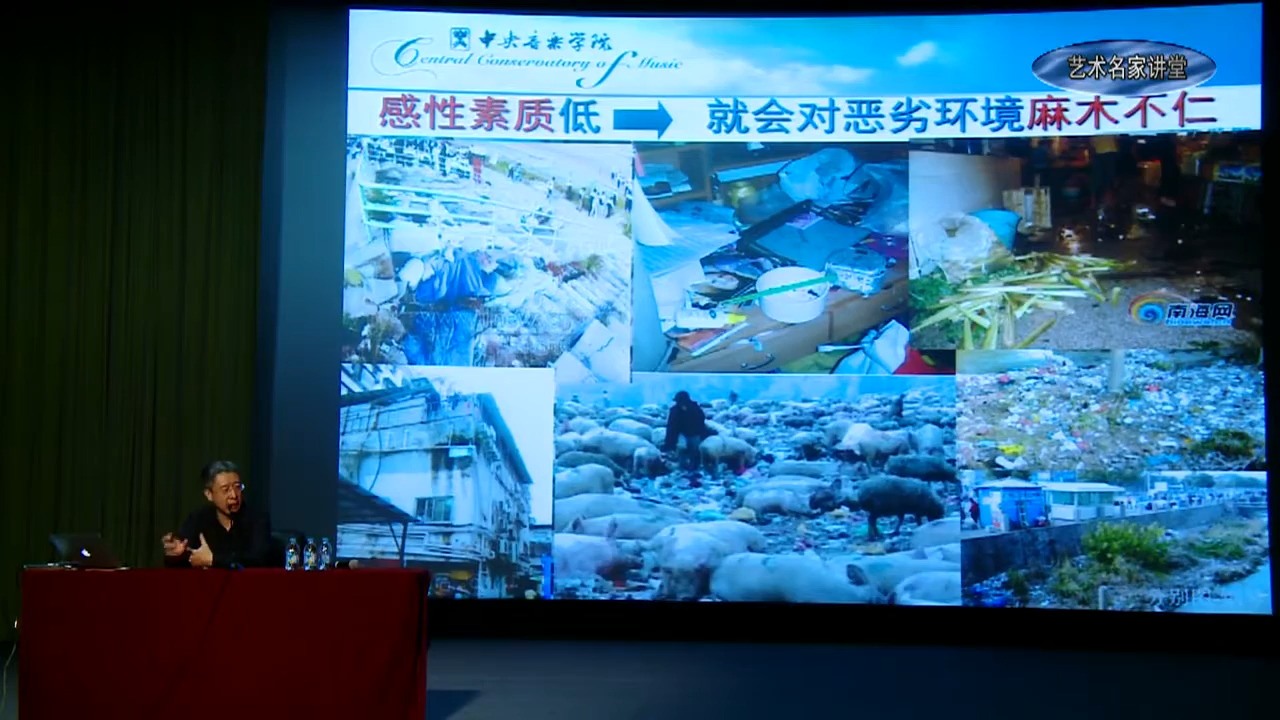 中央音乐学院
Central Conservatory of Music
艺术名家讲堂
感性素质低 就会对恶劣环境麻木不仁
南海网